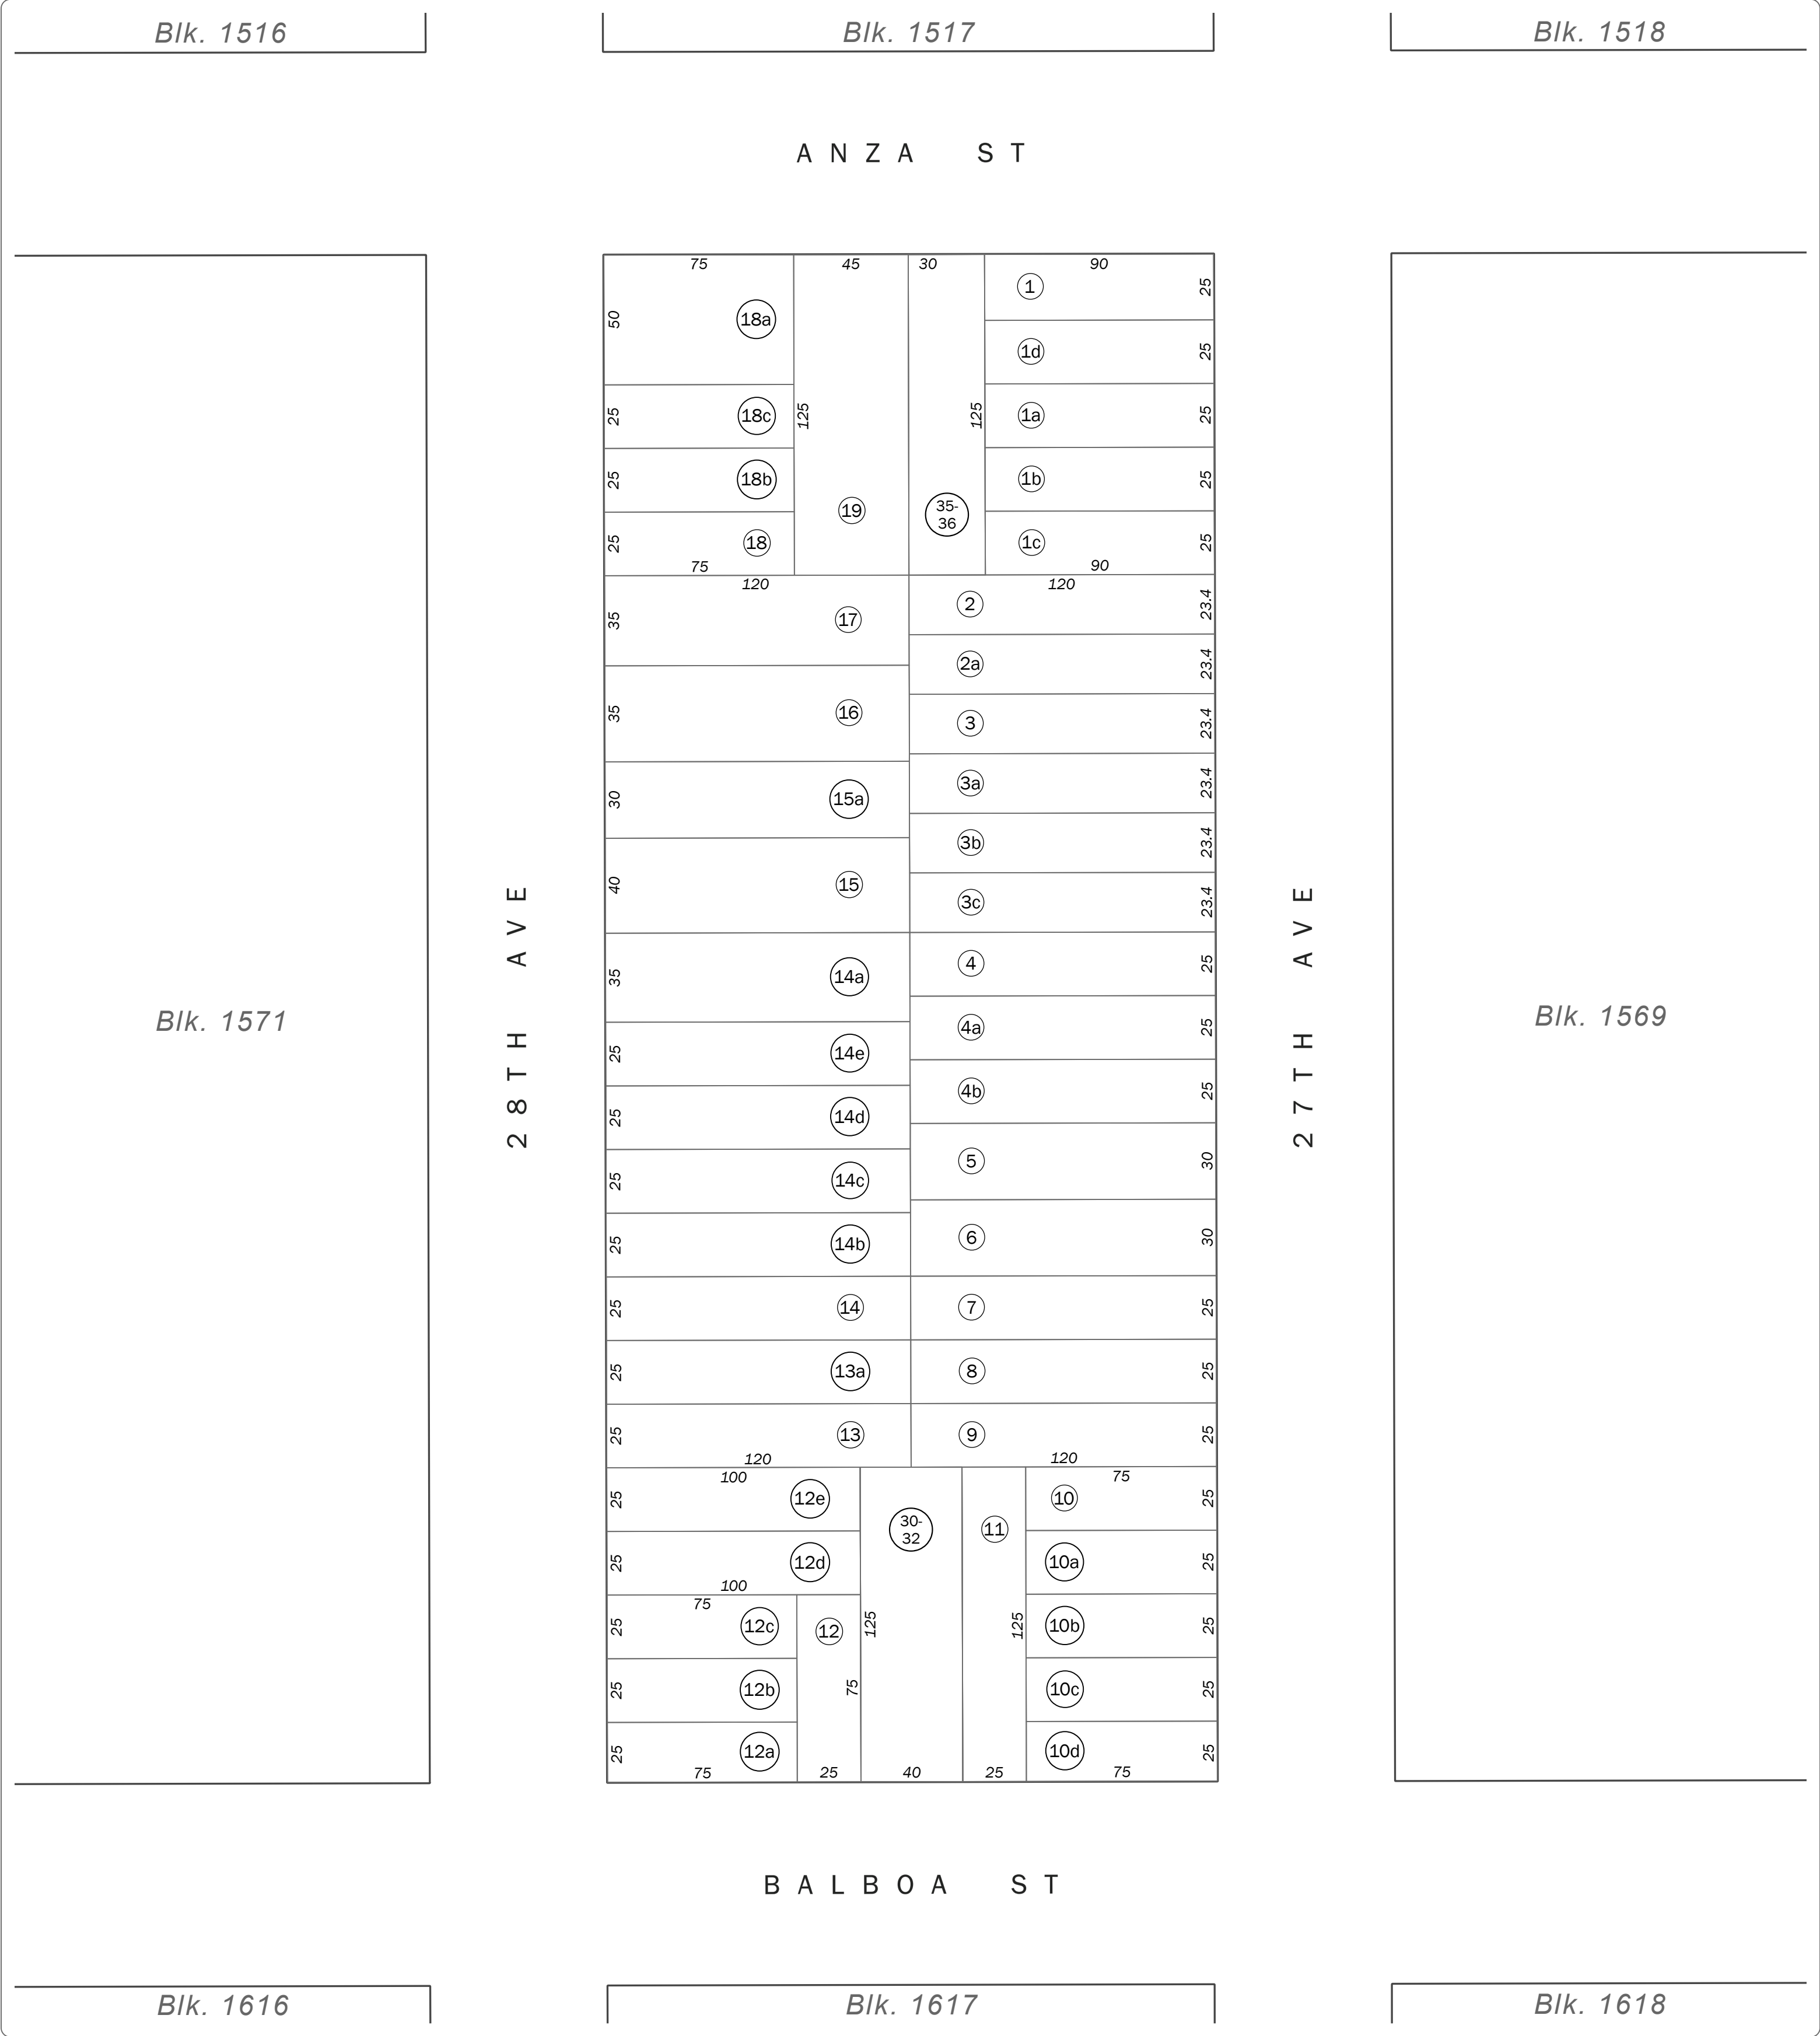 Blk. 1516
Blk. 1517
Blk. 1518
ANZA ST
75
45
30
90
1
25
50
18a
1d
25
25
18c
125
125
1a
25
25
18b
1b
25
19
35-
36
25
18
1c
25
75
90
120
120
35
17
2
23.4
2a
23.4
35
16
3
23.4
30
15a
3a
23.4
3b
23.4
40
15
3c
23.4
28TH AVE
27TH AVE
35
14a
4
25
Blk. 1571
4a
25
Blk. 1569
25
14e
4b
25
25
14d
5
30
25
14c
6
30
25
14b
25
14
7
25
25
13a
8
25
25
13
9
25
120
120
100
75
25
12e
10
25
30-
32
11
25
12d
10a
25
100
75
25
12c
12
125
125
10b
25
25
12b
75
10c
25
25
12a
10d
25
75
25
40
25
75
BALBOA ST
Blk. 1616
Blk. 1617
Blk. 1618